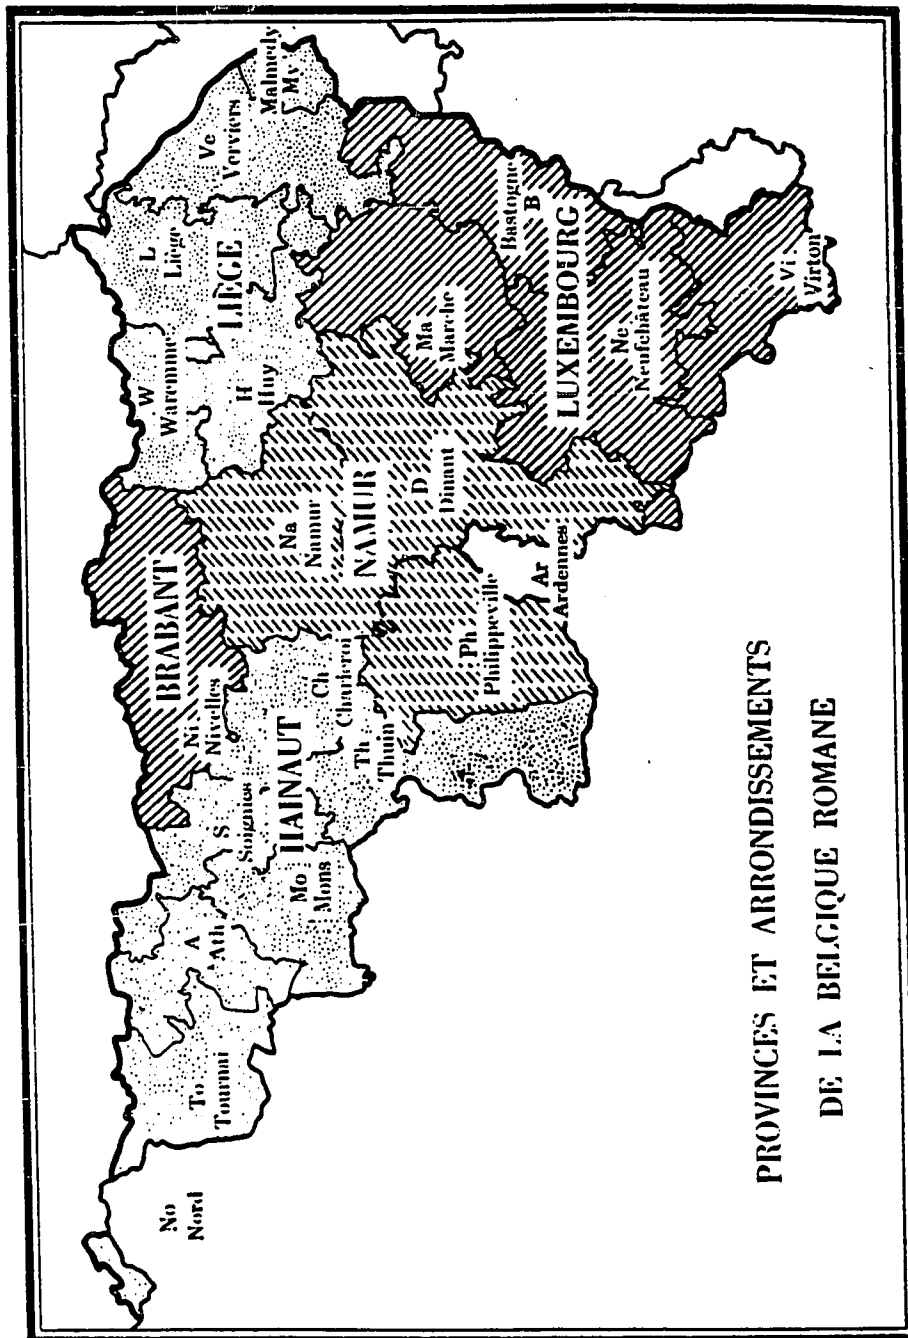 No
Nord
To
Tournai
A
Ath
Mo
Mons
S
Soignies
HAINAUT
Th
Thuin
Ch
Charleroi
BRABANT
Ni
Nivelles
Na
Namur
NAMUR
D
Dinant
Ph
Philippeville
Ar
Ardennes
W
Waremme
H
Huy
L
Liège
LIÈGE
Ve
Verviers
Malmedy
My
Ma
Marche
Bastogne
B
LUXEMBOURG
Ne
Neufchâteau
Vi
Virton
PROVINCES ET ARRONDISSEMENTS
DE LA BELGIQUE ROMANE